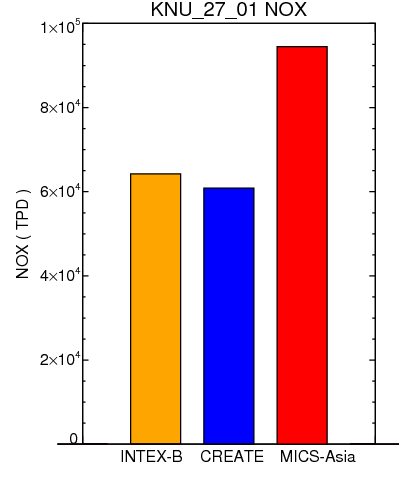 KNU_27_01 NOX
1×10⁵
8×10⁴
6×10⁴
4×10⁴
2×10⁴
0
NOX ( TPD )
INTEX-B CREATE MICS-Asia